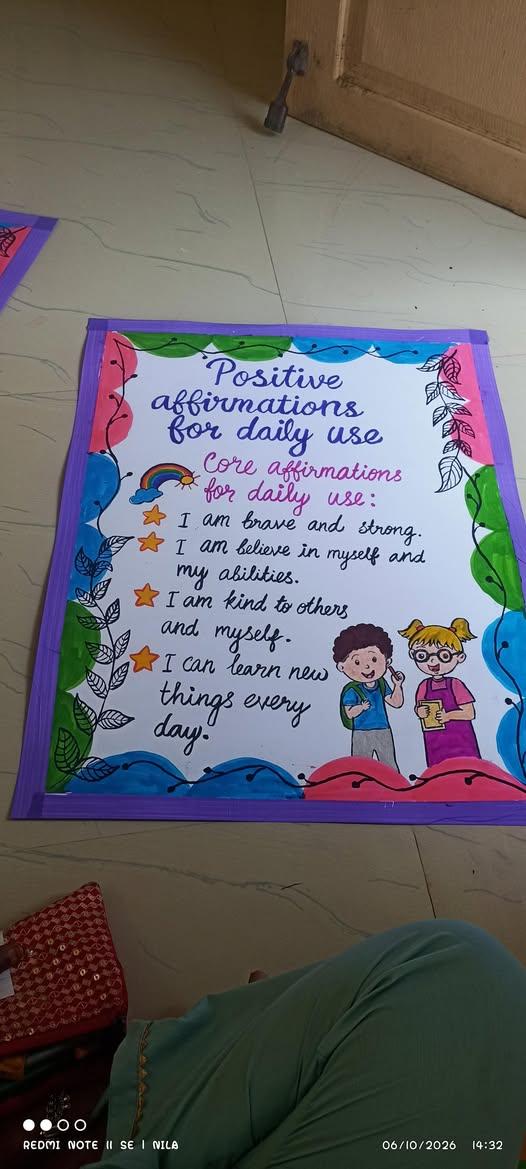 Positive
affirmations
for daily use
Core affirmations
for daily use:
I am brave and strong.
I am believe in myself and
my abilities.
I am kind to others
and myself.
I can learn new
things every
day.
REDMI NOTE 11 SE | NILA
06/10/2026 14:32